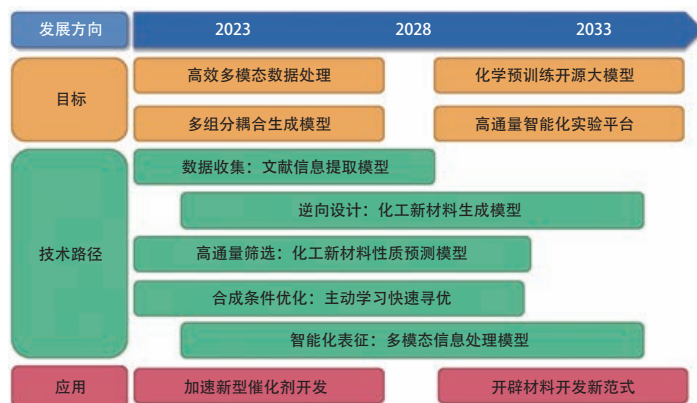 发展方向 2023 2028 2033
目标
高效多模态数据处理 化学预训练开源大模型
多组分耦合生成模型 高通量智能化实验平台
技术路径
数据收集：文献信息提取模型
逆向设计：化工新材料生成模型
高通量筛选：化工新材料性质预测模型
合成条件优化：主动学习快速寻优
智能化表征：多模态信息处理模型
应用 加速新型催化剂开发 开辟材料开发新范式